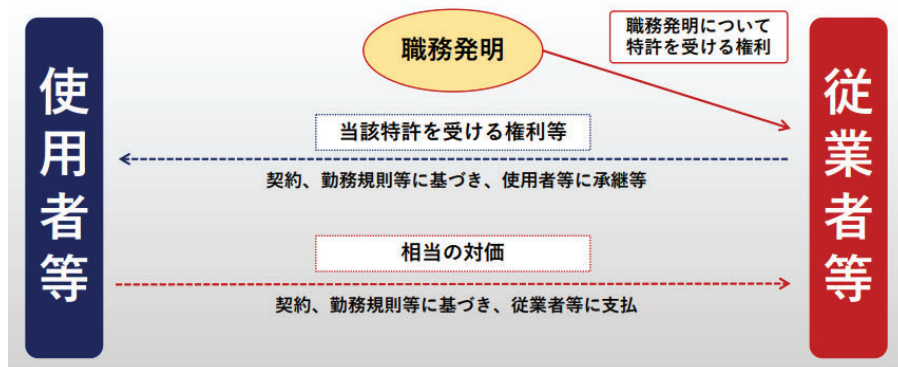 使用者等
職務発明
職務発明について
特許を受ける権利
従業者等
当該特許を受ける権利等
契約、勤務規則等に基づき、使用者等に承継等
相当の対価
契約、勤務規則等に基づき、従業者等に支払